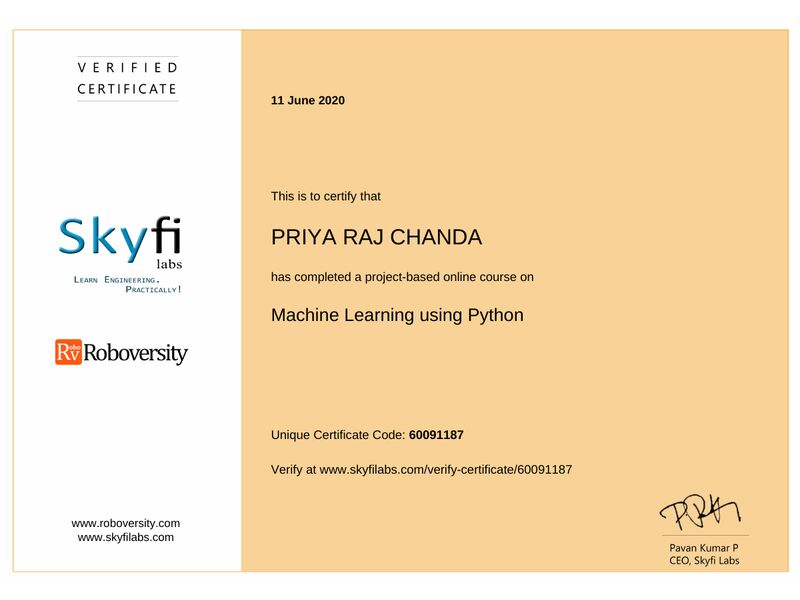 VERIFIED
CERTIFICATE
Skyfi
labs
LEARN ENGINEERING.
PRACTICALLY!
Robo
Rv Roboversity
www.roboversity.com
www.skyfilabs.com
11 June 2020
This is to certify that
PRIYA RAJ CHANDA
has completed a project-based online course on
Machine Learning using Python
Unique Certificate Code: 60091187
Verify at www.skyfilabs.com/verify-certificate/60091187
Pavan Kumar P
CEO, Skyfi Labs